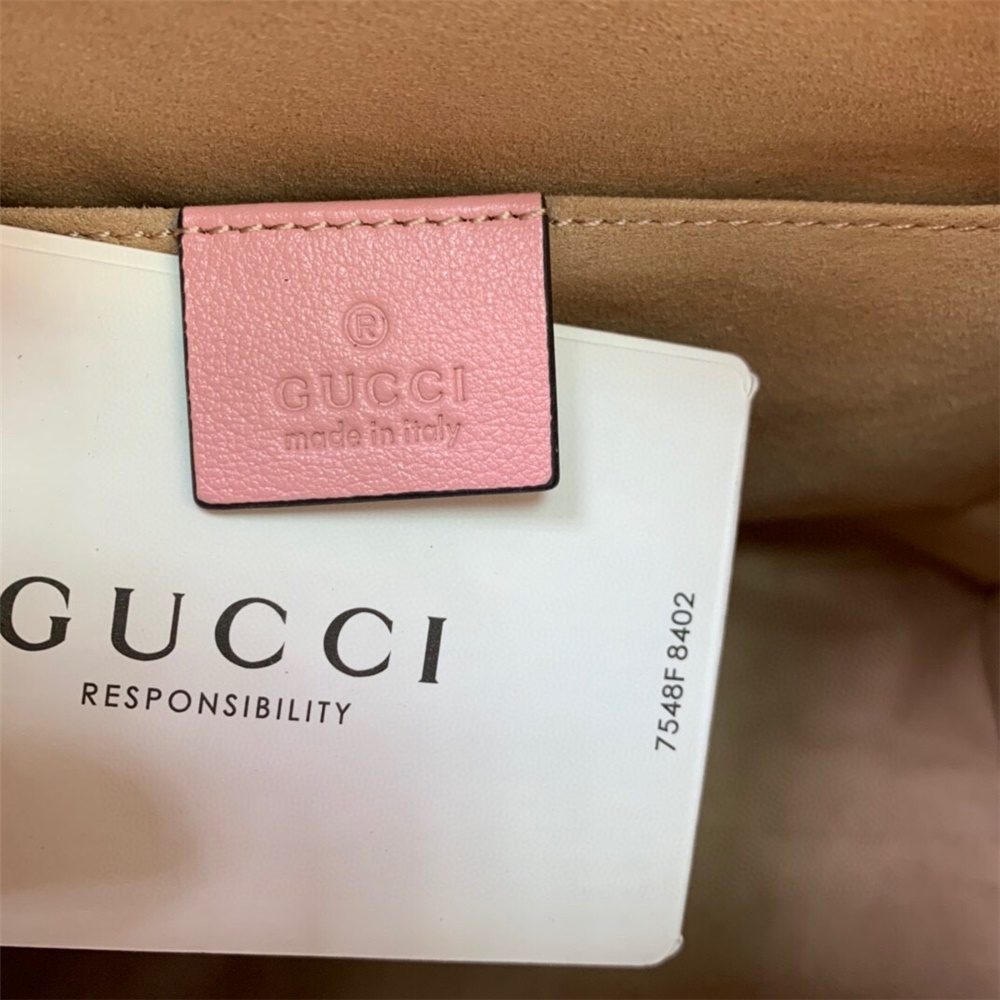 ®
GUCCI
made in italy
GUCCI
RESPONSIBILITY
7548F 8402